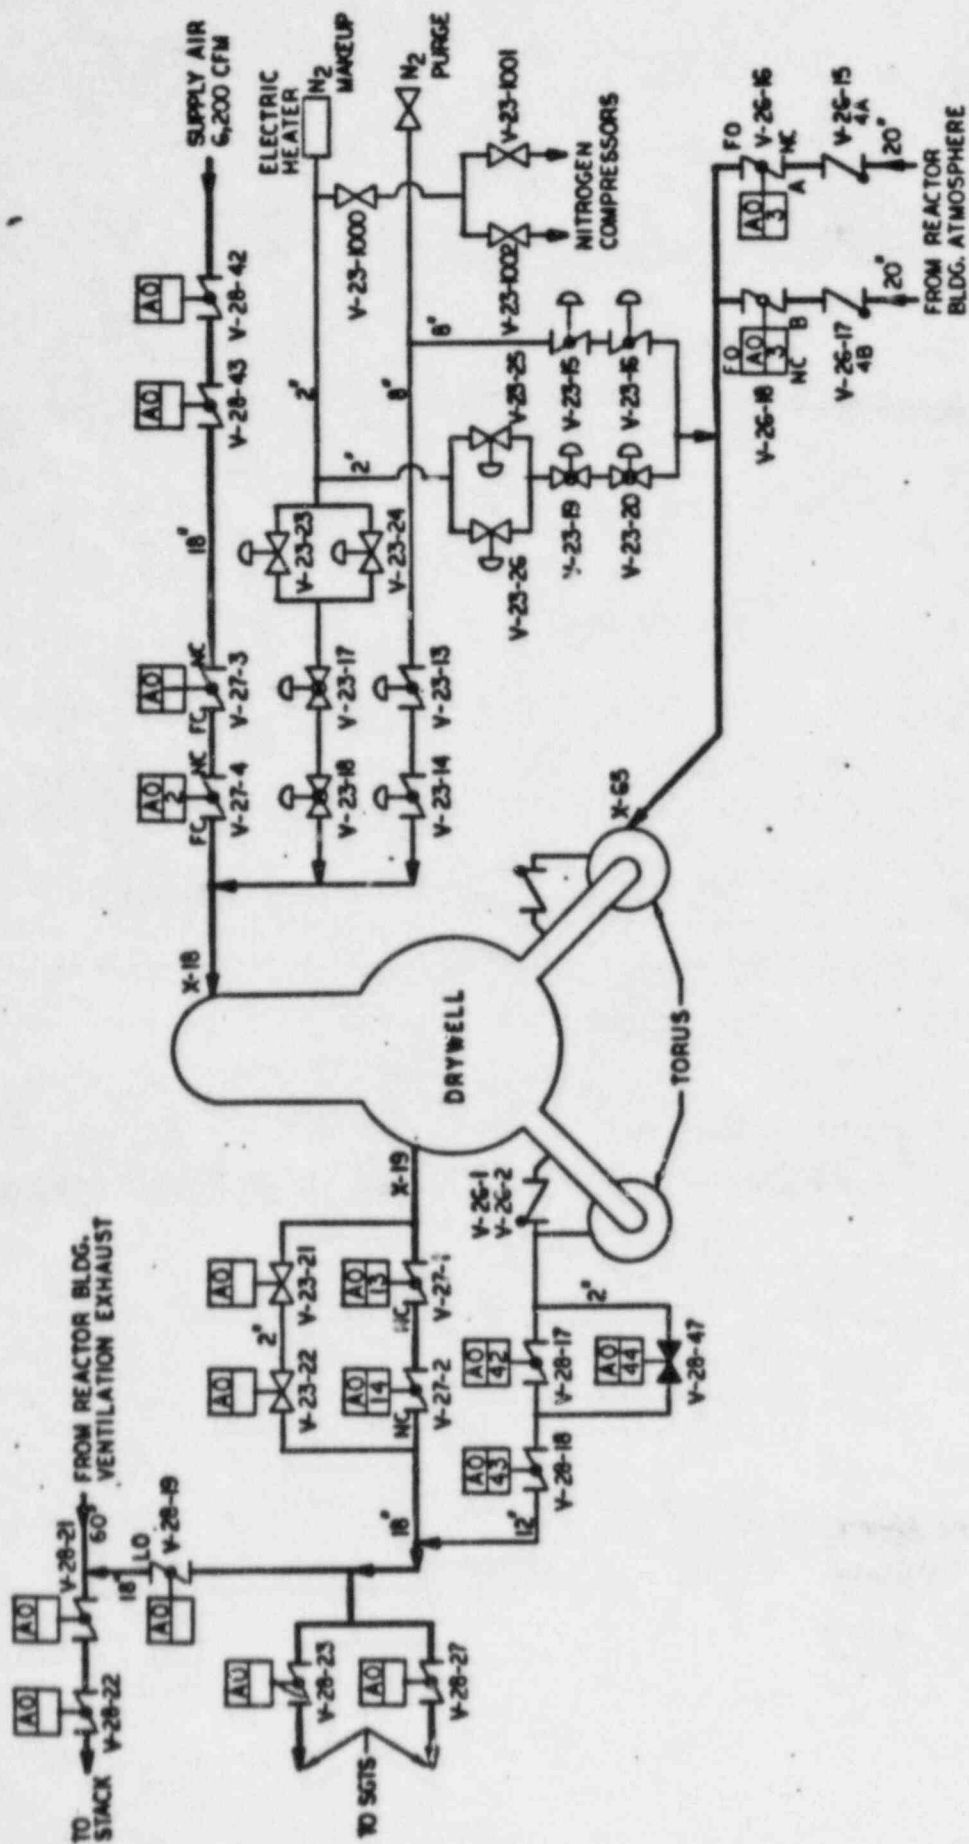 SUPPLY AIR
6,200 CFM
AO
V-28-42
AO
V-28-43
18"
AO
NC
FC
V-27-3
AO
2
NC
FC
V-27-4
X-18
ELECTRIC
HEATER
N2
MAKEUP
N2
PURGE
V-23-1000
V-23-1001
V-23-1002
NITROGEN
COMPRESSORS
2"
2"
8"
8"
V-23-23
V-23-24
V-23-17
V-23-18
V-23-13
V-23-14
V-23-25
V-23-26
V-23-15
V-23-16
V-23-19
V-23-20
FO
AO
3
V-26-16
NC
A
V-26-15
4A
20"
FO
AO
3
V-26-18
NC
B
V-26-17
4B
20"
FROM REACTOR
BLDG. ATMOSPHERE
X-65
DRYWELL
TORUS
X-19
V-26-1
V-26-2
AO
V-23-21
2"
AO
V-23-22
AO
13
V-27-1
NC
AO
14
V-27-2
NC
AO
42
V-28-17
AO
43
V-28-18
AO
44
V-28-47
2"
12"
18"
FROM REACTOR BLDG.
VENTILATION EXHAUST
60"
V-28-21
AO
AO
V-28-22
TO
STACK
18"
LO
V-28-19
AO
AO
V-28-23
AO
V-28-27
TO SGTS